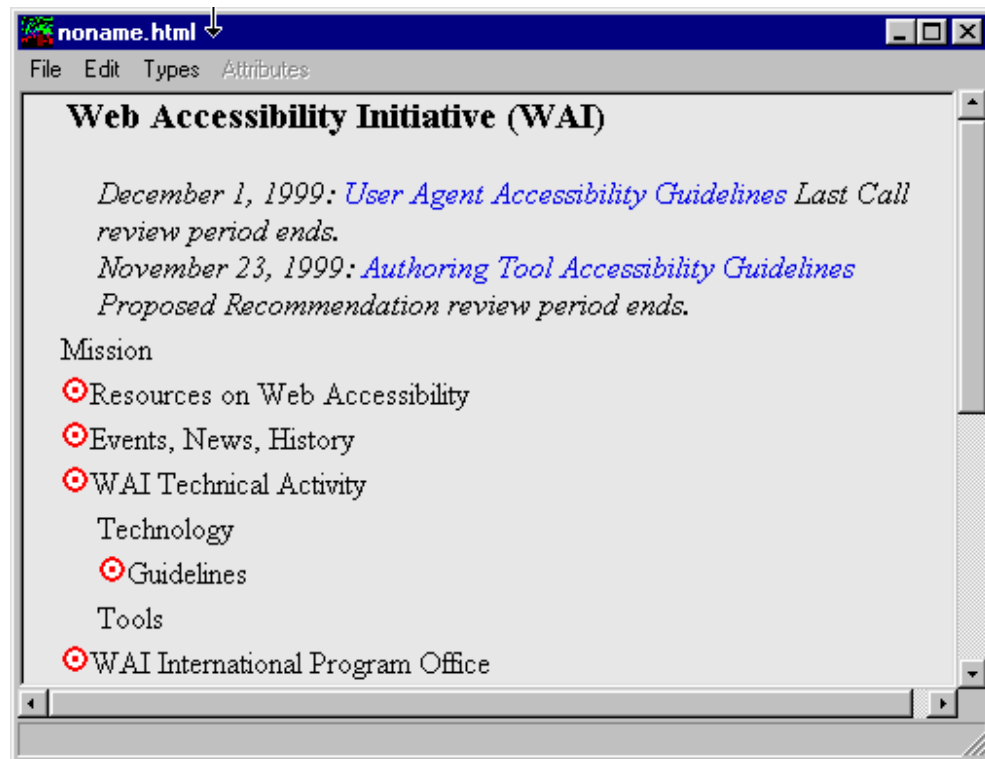 noname.html
File Edit Types Attributes
Web Accessibility Initiative (WAI)
December 1, 1999: User Agent Accessibility Guidelines Last Call
review period ends.
November 23, 1999: Authoring Tool Accessibility Guidelines
Proposed Recommendation review period ends.
Mission
Resources on Web Accessibility
Events, News, History
WAI Technical Activity
Technology
Guidelines
Tools
WAI International Program Office